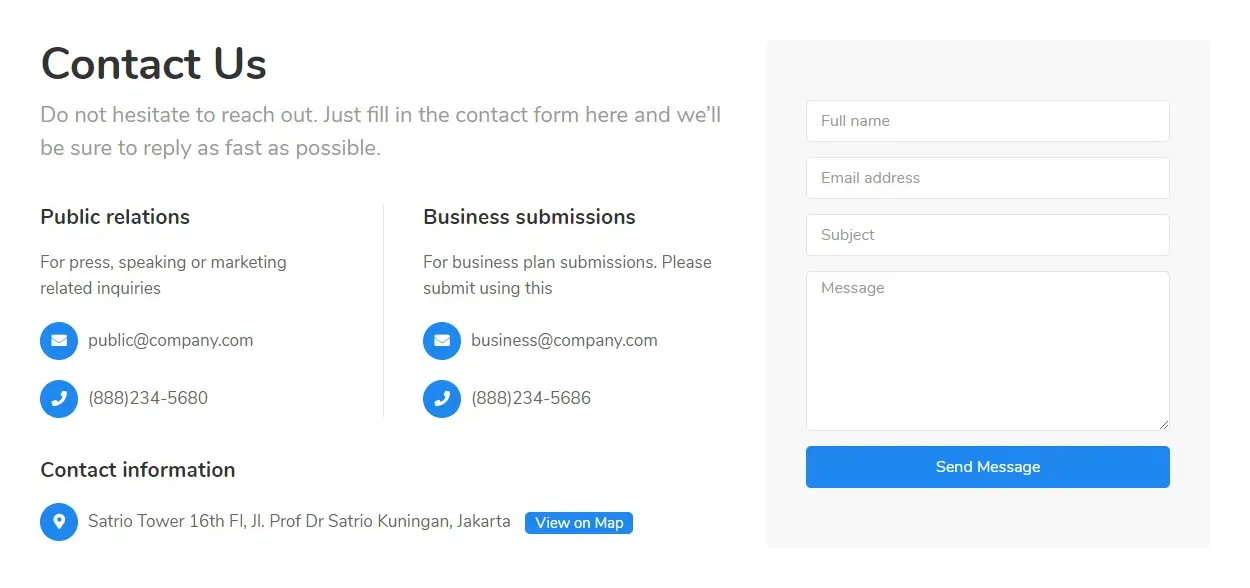 Contact Us
Do not hesitate to reach out. Just fill in the contact form here and we’ll
be sure to reply as fast as possible.
Public relations
For press, speaking or marketing
related inquiries
public@company.com
(888)234-5680
Business submissions
For business plan submissions. Please
submit using this
business@company.com
(888)234-5686
Contact information
Satrio Tower 16th Fl, Jl. Prof Dr Satrio Kuningan, Jakarta View on Map
Full name
Email address
Subject
Message
Send Message